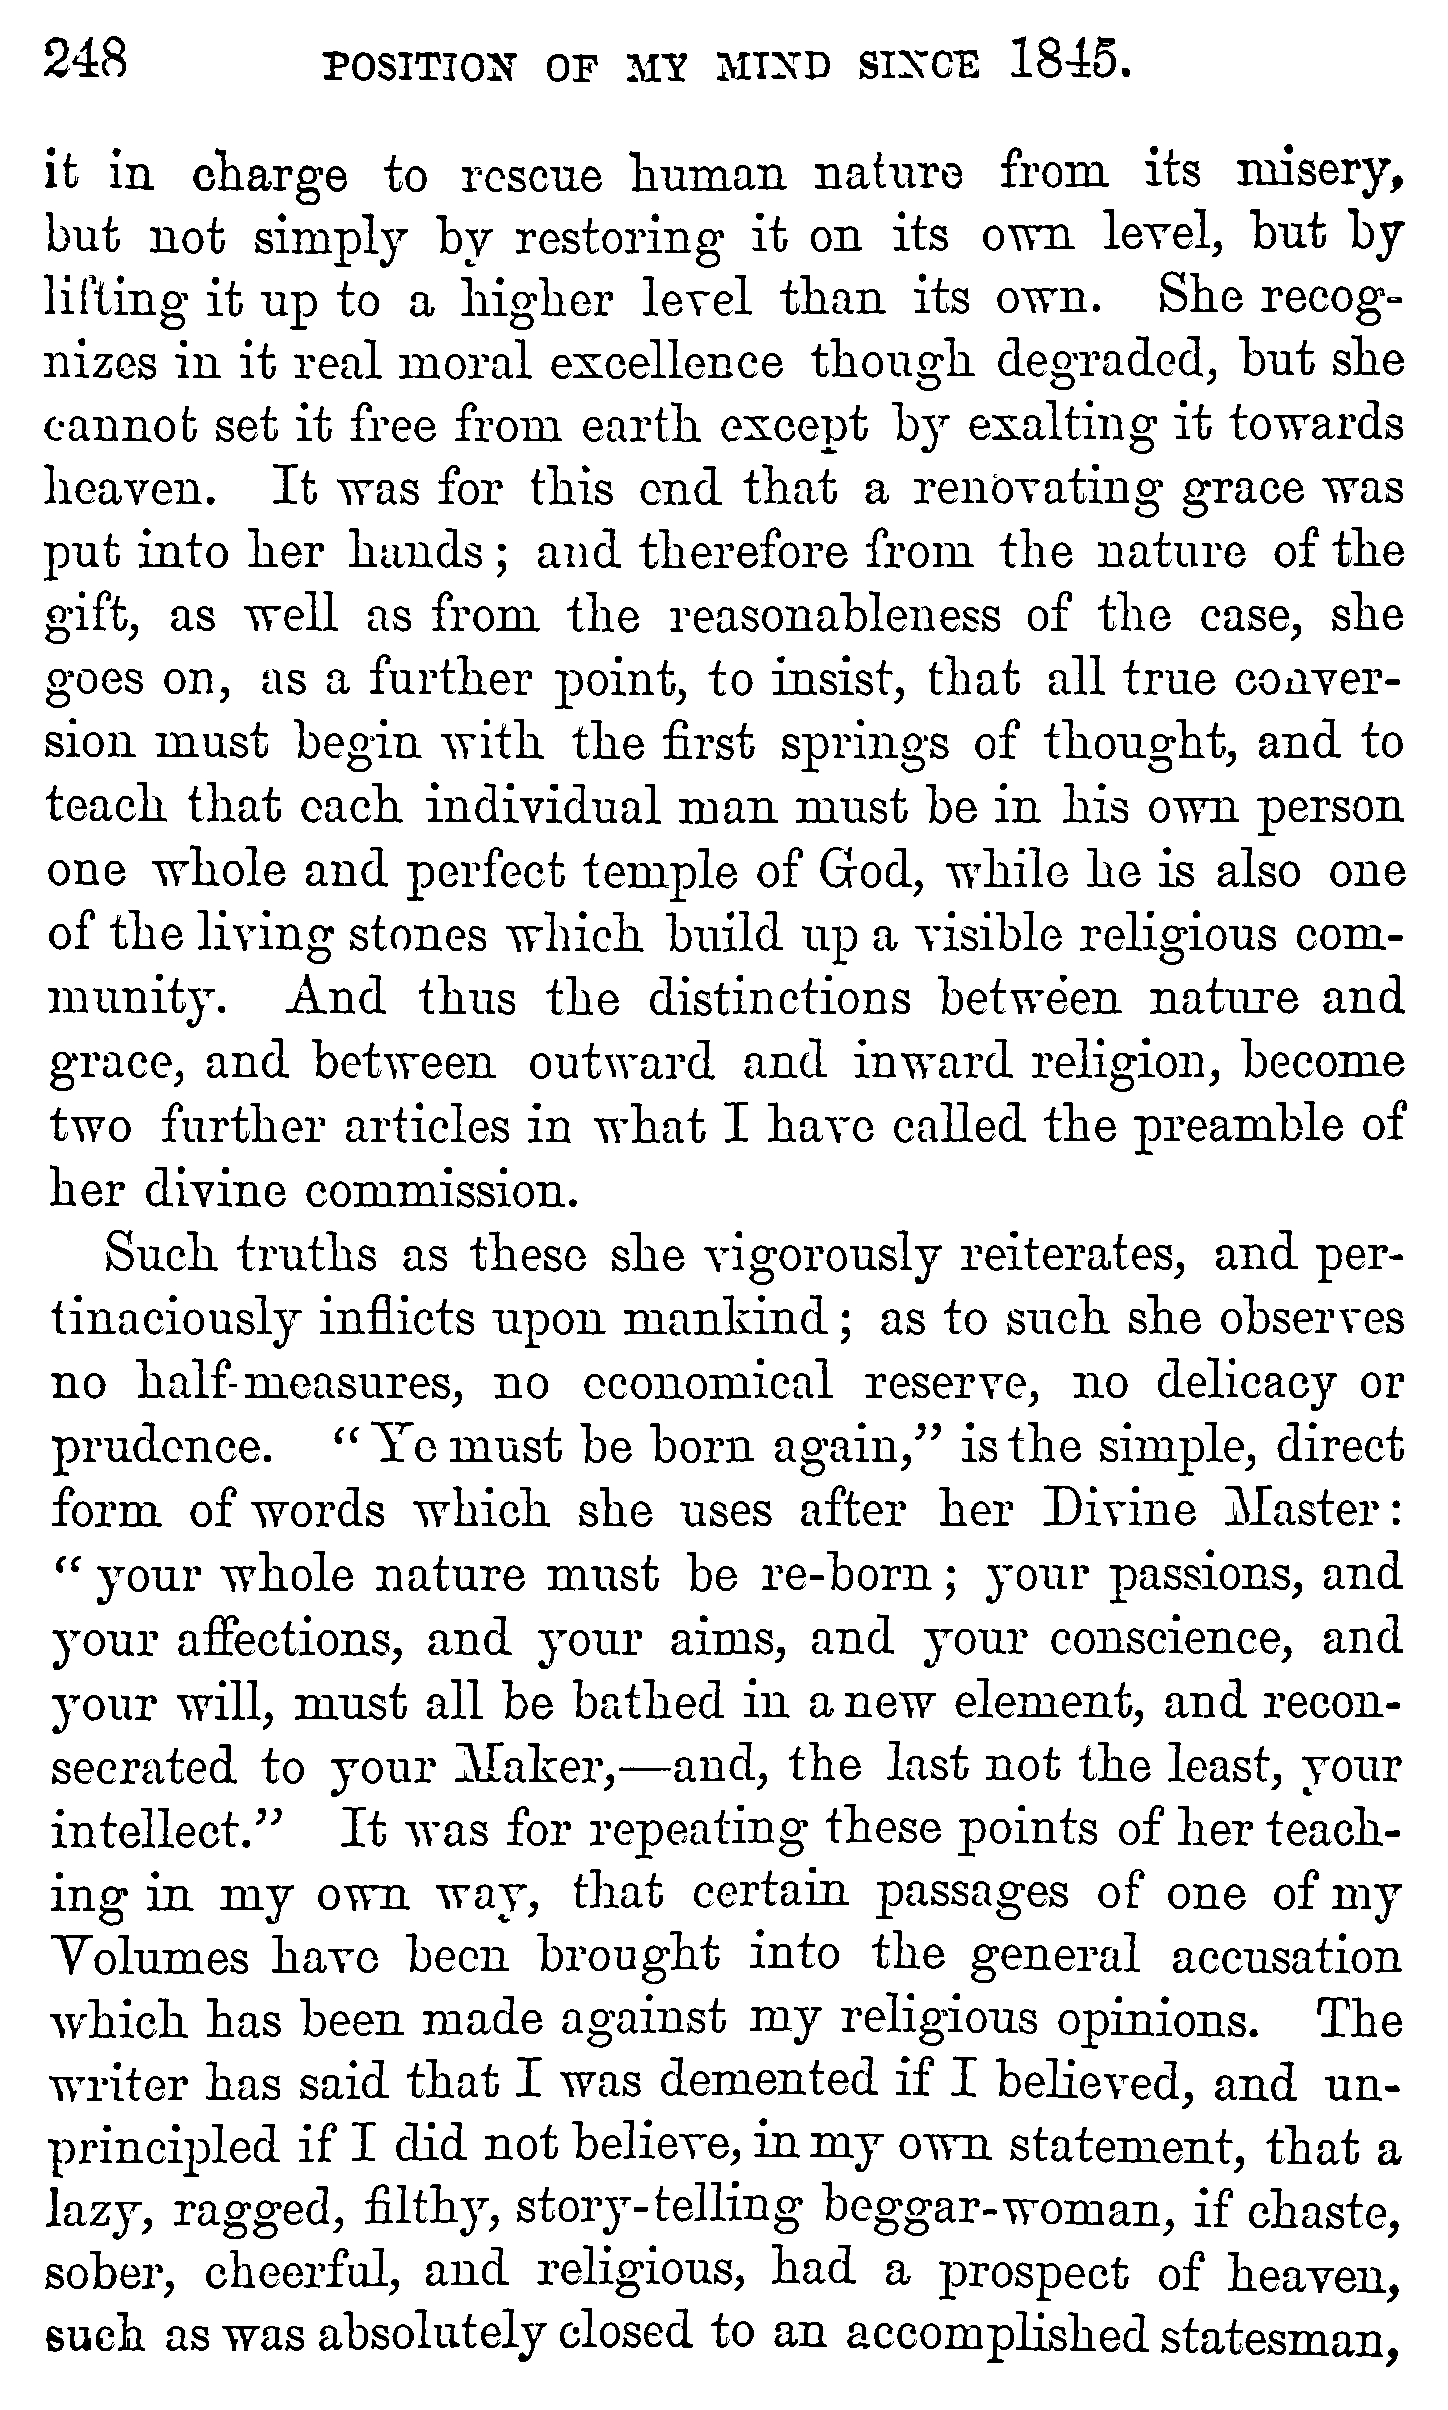 248 POSITION OF MY MIND SINCE 1845.
it in charge to rescue human nature from its misery,
but not simply by restoring it on its own level, but by
lifting it up to a higher level than its own. She recog-
nizes in it real moral excellence though degraded, but she
cannot set it free from earth except by exalting it towards
heaven. It was for this end that a renovating grace was
put into her hands; and therefore from the nature of the
gift, as well as from the reasonableness of the case, she
goes on, as a further point, to insist, that all true conver-
sion must begin with the first springs of thought, and to
teach that each individual man must be in his own person
one whole and perfect temple of God, while he is also one
of the living stones which build up a visible religious com-
munity. And thus the distinctions between nature and
grace, and between outward and inward religion, become
two further articles in what I have called the preamble of
her divine commission.
Such truths as these she vigorously reiterates, and per-
tinaciously inflicts upon mankind; as to such she observes
no half-measures, no economical reserve, no delicacy or
prudence. "Ye must be born again," is the simple, direct
form of words which she uses after her Divine Master:
"your whole nature must be re-born; your passions, and
your affections, and your aims, and your conscience, and
your will, must all be bathed in a new element, and recon-
secrated to your Maker,—and, the last not the least, your
intellect." It was for repeating these points of her teach-
ing in my own way, that certain passages of one of my
Volumes have been brought into the general accusation
which has been made against my religious opinions. The
writer has said that I was demented if I believed, and un-
principled if I did not believe, in my own statement, that a
lazy, ragged, filthy, story-telling beggar-woman, if chaste,
sober, cheerful, and religious, had a prospect of heaven,
such as was absolutely closed to an accomplished statesman,